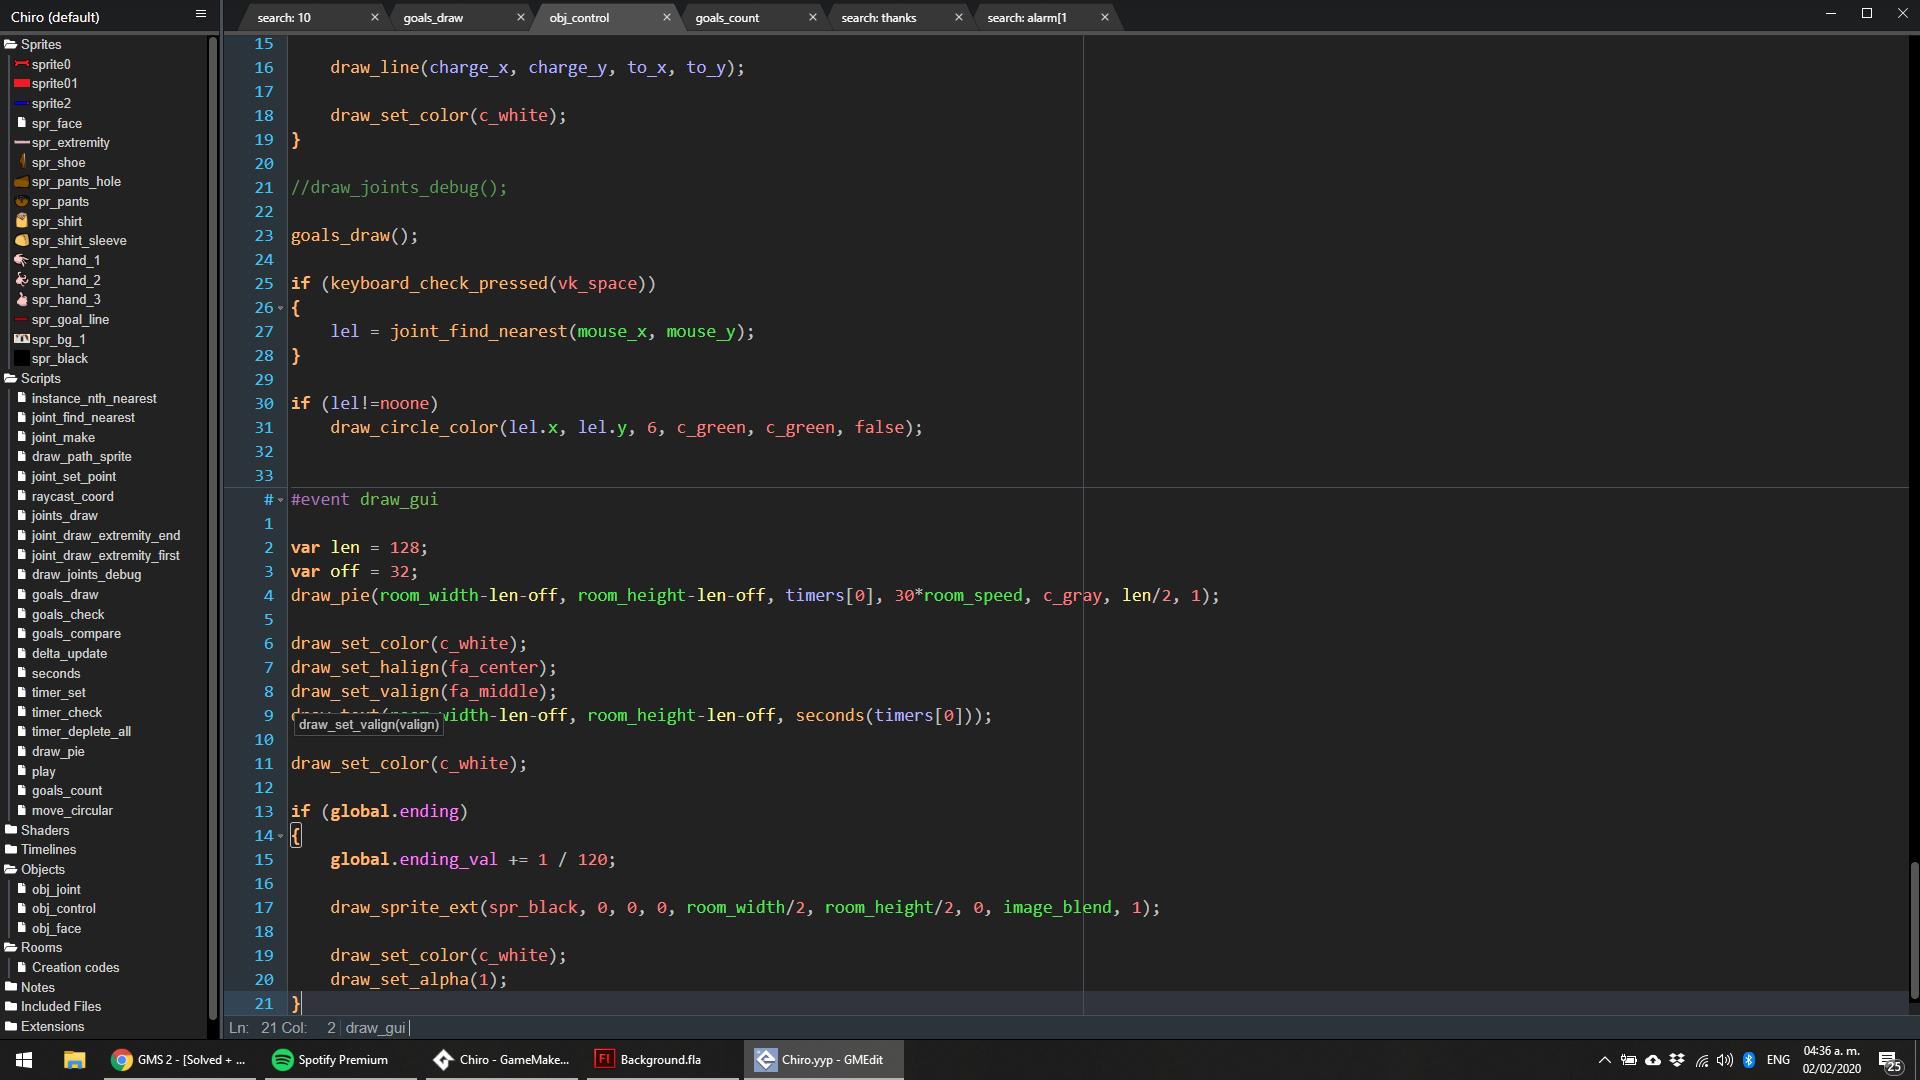 Chiro (default)
search: 10
goals_draw
obj_control
goals_count
search: thanks
search: alarm[1
Sprites
sprite0
sprite01
sprite2
spr_face
spr_extremity
spr_shoe
spr_pants_hole
spr_pants
spr_shirt
spr_shirt_sleeve
spr_hand_1
spr_hand_2
spr_hand_3
spr_goal_line
spr_bg_1
spr_black
Scripts
instance_nth_nearest
joint_find_nearest
joint_make
draw_path_sprite
joint_set_point
raycast_coord
joints_draw
joint_draw_extremity_end
joint_draw_extremity_first
draw_joints_debug
goals_draw
goals_check
goals_compare
delta_update
seconds
timer_set
timer_check
timer_deplete_all
draw_pie
play
goals_count
move_circular
Shaders
Timelines
Objects
obj_joint
obj_control
obj_face
Rooms
Creation codes
Notes
Included Files
Extensions
15
16 draw_line(charge_x, charge_y, to_x, to_y);
17
18 draw_set_color(c_white);
19 }
20
21 //draw_joints_debug();
22
23 goals_draw();
24
25 if (keyboard_check_pressed(vk_space))
26 {
27 lel = joint_find_nearest(mouse_x, mouse_y);
28 }
29
30 if (lel!=noone)
31 draw_circle_color(lel.x, lel.y, 6, c_green, c_green, false);
32
33
# #event draw_gui
1
2 var len = 128;
3 var off = 32;
4 draw_pie(room_width-len-off, room_height-len-off, timers[0], 30*room_speed, c_gray, len/2, 1);
5
6 draw_set_color(c_white);
7 draw_set_halign(fa_center);
8 draw_set_valign(fa_middle);
9 width-len-off, room_height-len-off, seconds(timers[0]));
draw_set_valign(valign)
10
11 draw_set_color(c_white);
12
13 if (global.ending)
14 {
15 global.ending_val += 1 / 120;
16
17 draw_sprite_ext(spr_black, 0, 0, 0, room_width/2, room_height/2, 0, image_blend, 1);
18
19 draw_set_color(c_white);
20 draw_set_alpha(1);
21 }
Ln: 21 Col: 2 draw_gui
GMS 2 - [Solved + ...
Spotify Premium
Chiro - GameMake...
Fl
Background.fla
Chiro.yyp - GMEdit
ENG
04:36 a. m.
02/02/2020
25